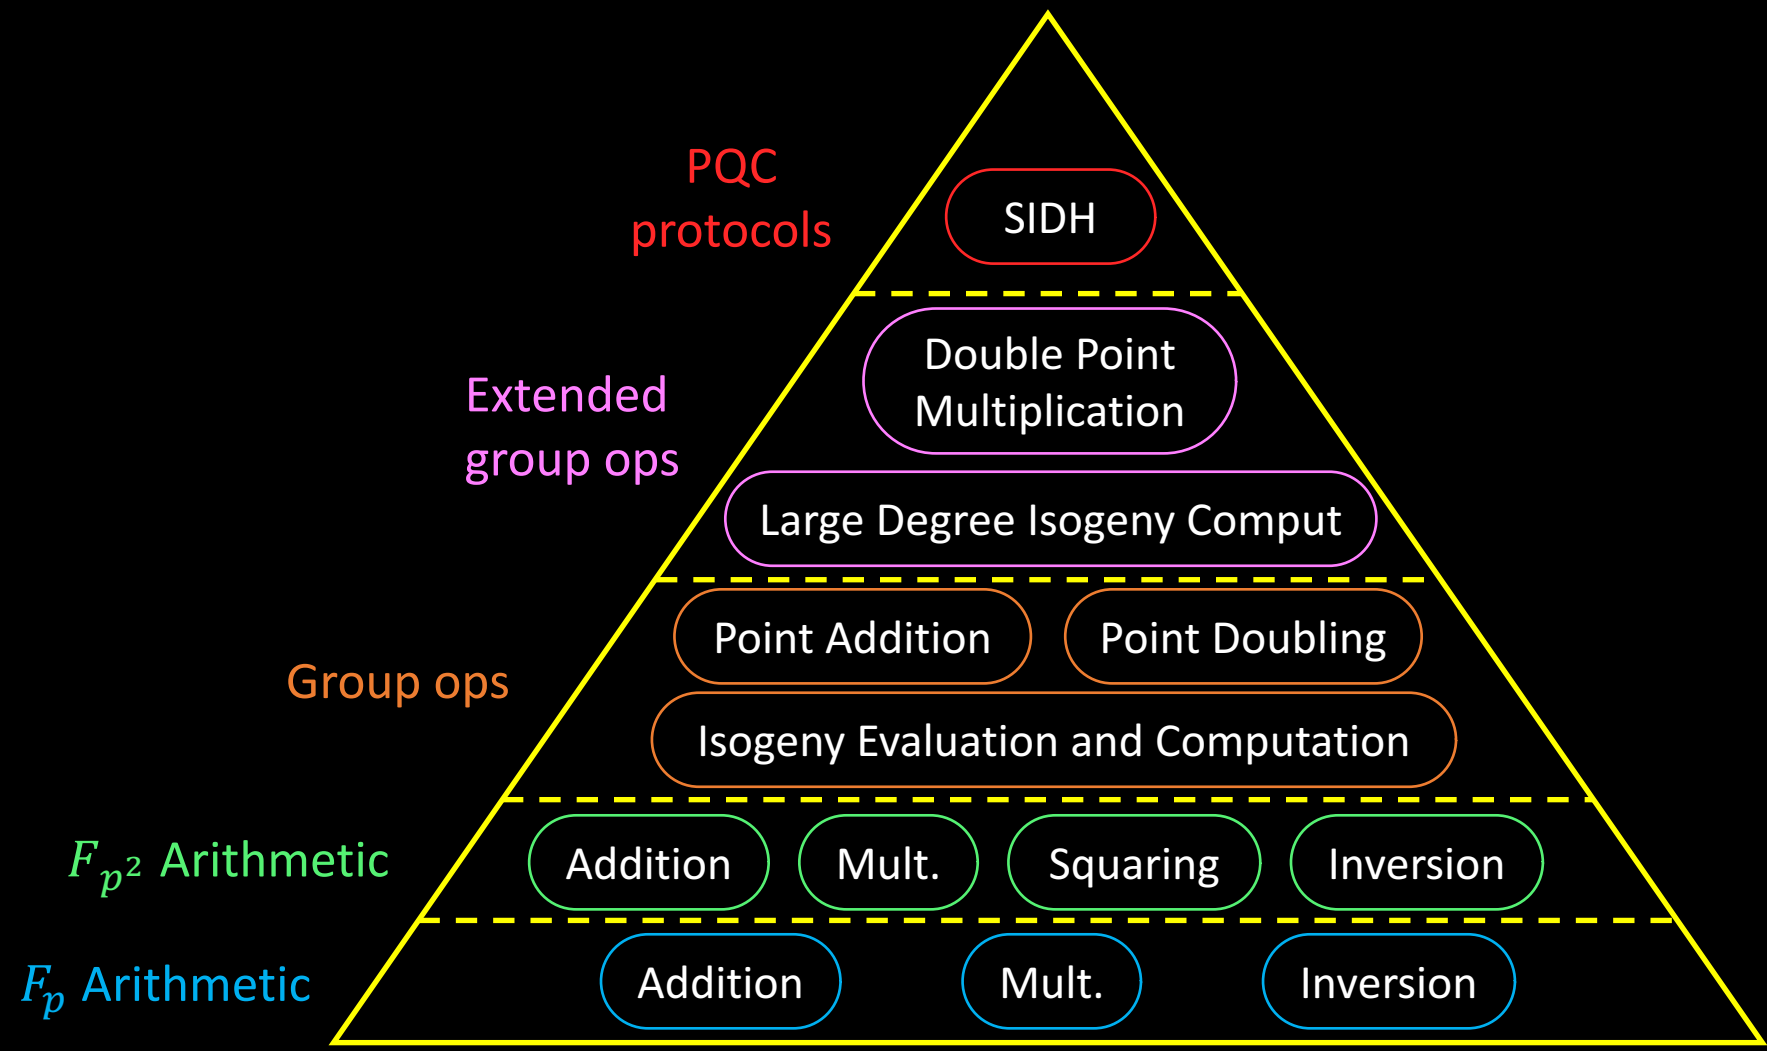 PQC
protocols
SIDH
Extended
group ops
Double Point
Multiplication
Large Degree Isogeny Comput
Group ops
Point Addition
Point Doubling
Isogeny Evaluation and Computation
F_{p^2} Arithmetic
Addition
Mult.
Squaring
Inversion
F_p Arithmetic
Addition
Mult.
Inversion